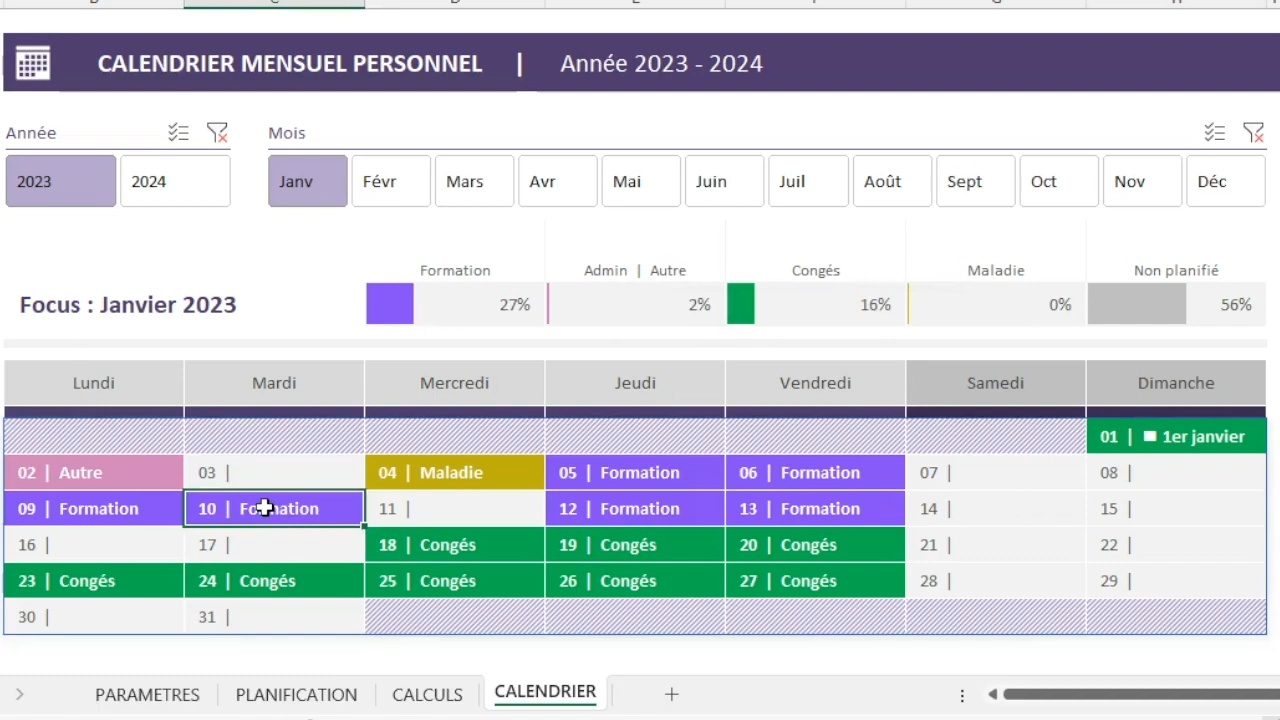 CALENDRIER MENSUEL PERSONNEL | Année 2023 - 2024
Année Mois
2023 2024 Janv Févr Mars Avr Mai Juin Juil Août Sept Oct Nov Déc
Formation Admin | Autre Congés Maladie Non planifié
Focus : Janvier 2023 27% 2% 16% 0% 56%
Lundi Mardi Mercredi Jeudi Vendredi Samedi Dimanche
01 | 1er janvier
02 | Autre 03 | 04 | Maladie 05 | Formation 06 | Formation 07 | 08 |
09 | Formation 10 | Formation 11 | 12 | Formation 13 | Formation 14 | 15 |
16 | 17 | 18 | Congés 19 | Congés 20 | Congés 21 | 22 |
23 | Congés 24 | Congés 25 | Congés 26 | Congés 27 | Congés 28 | 29 |
30 | 31 |
PARAMETRES PLANIFICATION CALCULS CALENDRIER